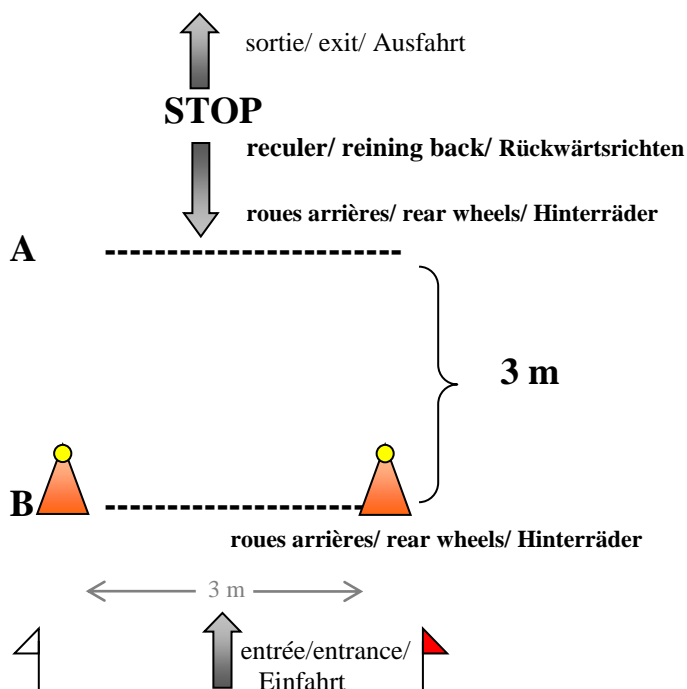 sortie/ exit/ Ausfahrt
STOP
reculer/ reining back/ Rückwärtsrichten
roues arrières/ rear wheels/ Hinterräder
A
3 m
B
roues arrières/ rear wheels/ Hinterräder
3 m
entrée/entrance/
Einfahrt